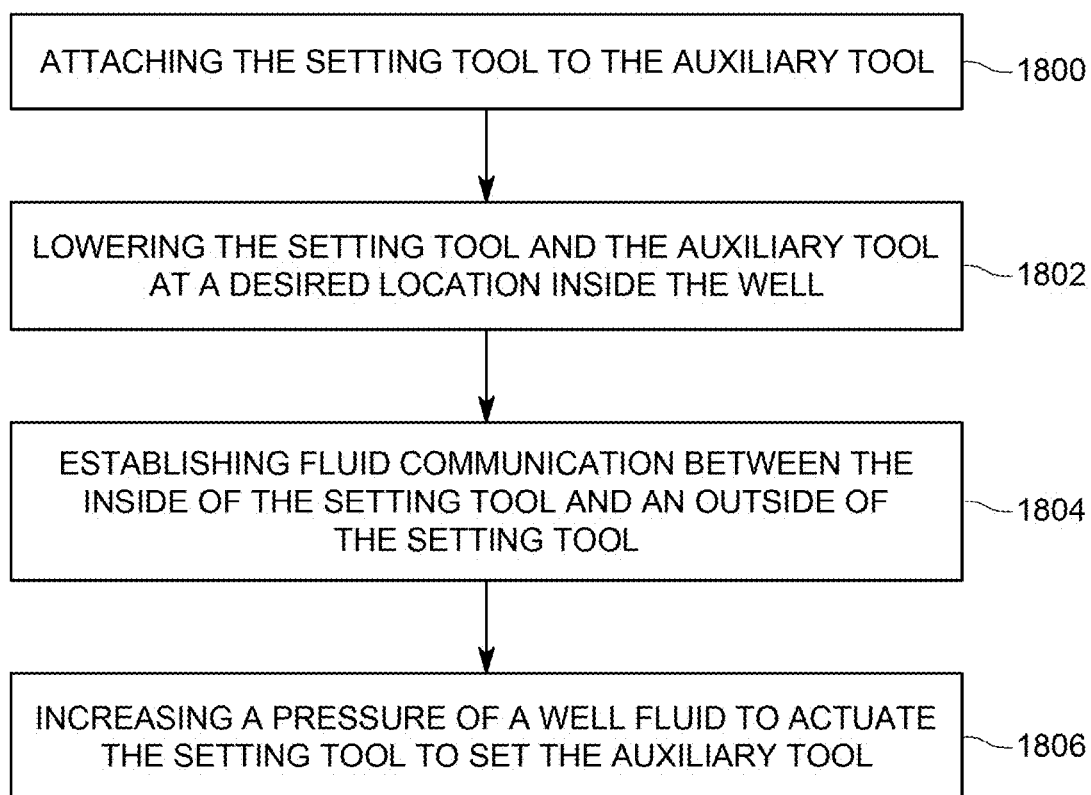 ATTACHING THE SETTING TOOL TO THE AUXILIARY TOOL
1800
LOWERING THE SETTING TOOL AND THE AUXILIARY TOOL
AT A DESIRED LOCATION INSIDE THE WELL
1802
ESTABLISHING FLUID COMMUNICATION BETWEEN THE
INSIDE OF THE SETTING TOOL AND AN OUTSIDE OF
THE SETTING TOOL
1804
INCREASING A PRESSURE OF A WELL FLUID TO ACTUATE
THE SETTING TOOL TO SET THE AUXILIARY TOOL
1806